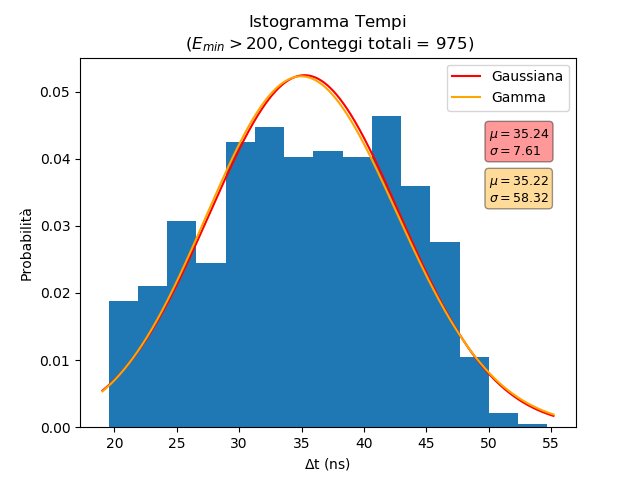 Istogramma Tempi
(E_min > 200, Conteggi totali = 975)
Gaussiana
Gamma
μ = 35.24
σ = 7.61
μ = 35.22
σ = 58.32
Probabilità
0.05
0.04
0.03
0.02
0.01
0.00
20 25 30 35 40 45 50 55
Δt (ns)